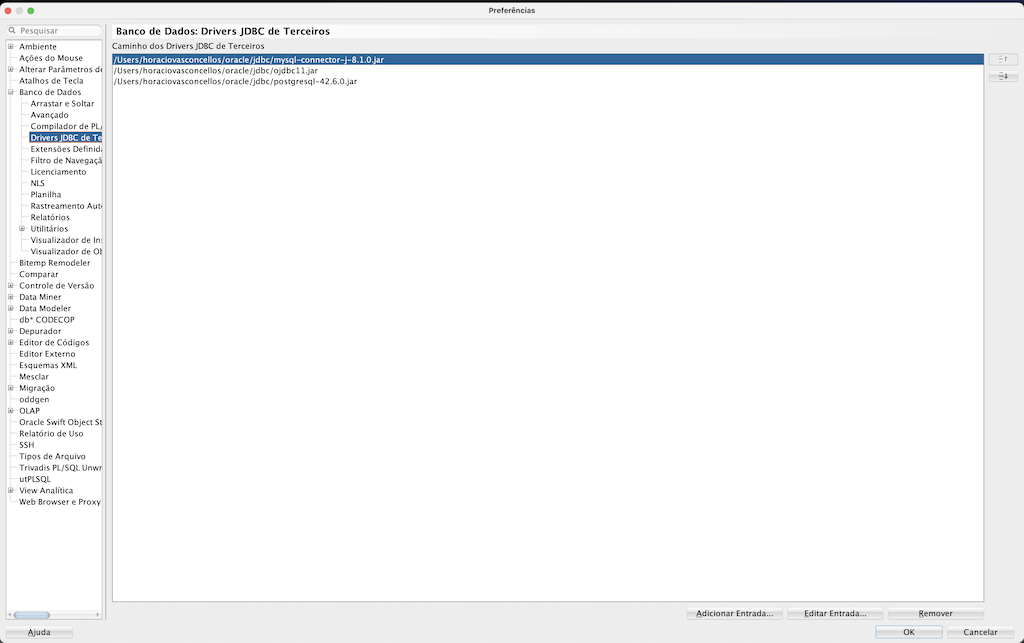 Preferências
Pesquisar
Ambiente
Ações do Mouse
Alterar Parâmetros de
Atalhos de Tecla
Banco de Dados
Arrastar e Soltar
Avançado
Compilador de PL/
Drivers JDBC de Te
Extensões Definida
Filtro de Navegaçã
Licenciamento
NLS
Planilha
Rastreamento Auto
Relatórios
Utilitários
Visualizador de Ins
Visualizador de Ob
Bitemp Remodeler
Comparar
Controle de Versão
Data Miner
Data Modeler
db* CODECOP
Depurador
Editor de Códigos
Editor Externo
Esquemas XML
Mesclar
Migração
oddgen
OLAP
Oracle Swift Object St
Relatório de Uso
SSH
Tipos de Arquivo
Trivadis PL/SQL Unwr
utPLSQL
View Analítica
Web Browser e Proxy
Banco de Dados: Drivers JDBC de Terceiros
Caminho dos Drivers JDBC de Terceiros
/Users/horaciovasconcellos/oracle/jdbc/mysql-connector-j-8.1.0.jar
/Users/horaciovasconcellos/oracle/jdbc/ojdbc11.jar
/Users/horaciovasconcellos/oracle/jdbc/postgresql-42.6.0.jar
Adicionar Entrada... Editar Entrada... Remover
Ajuda OK Cancelar